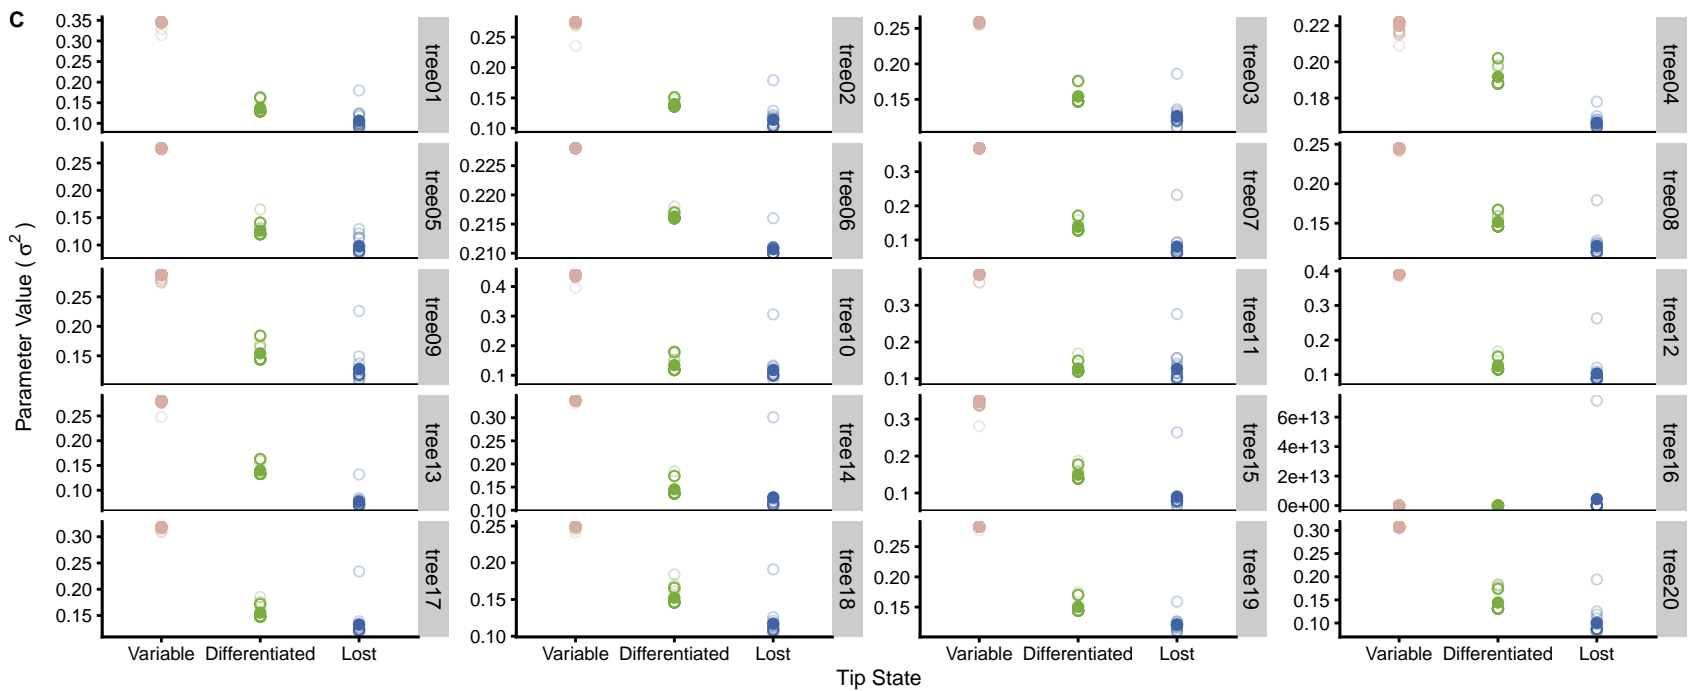 C
0.35
0.30
0.20
0.15
0.10
tree01
0.25
0.20
0.15
0.10
tree02
0.25
0.20
0.15
tree03
0.22
0.20
0.18
tree04
0.25
0.20
0.15
0.10
tree05
0.225
0.220
0.215
0.210
tree06
0.3
0.2
0.1
tree07
0.25
0.20
0.15
tree08
0.25
0.20
0.15
tree09
0.4
0.3
0.2
0.1
tree10
0.3
0.2
0.1
tree11
0.4
0.3
0.2
0.1
tree12
0.25
0.15
0.10
tree13
0.30
0.20
0.15
0.10
tree14
0.3
0.2
0.1
tree15
6e+13
4e+13
2e+13
0e+00
tree16
0.30
0.20
0.15
tree17
0.25
0.20
0.15
0.10
tree18
0.25
0.20
0.15
tree19
0.30
0.25
0.20
0.15
0.10
tree20
Parameter Value ( σ² )
Variable Differentiated Lost
Variable Differentiated Lost
Variable Differentiated Lost
Variable Differentiated Lost
Tip State